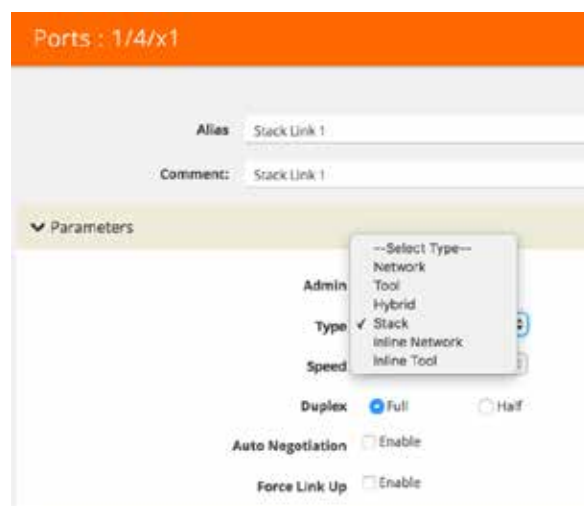 Ports : 1/4/x1
Alias Stack Link 1
Comment: Stack Link 1
Parameters
---Select Type---
Network
Admin Tool
Hybrid
Type ✓ Stack
Inline Network
Speed Inline Tool
Duplex Full Half
Auto Negotiation Enable
Force Link Up Enable